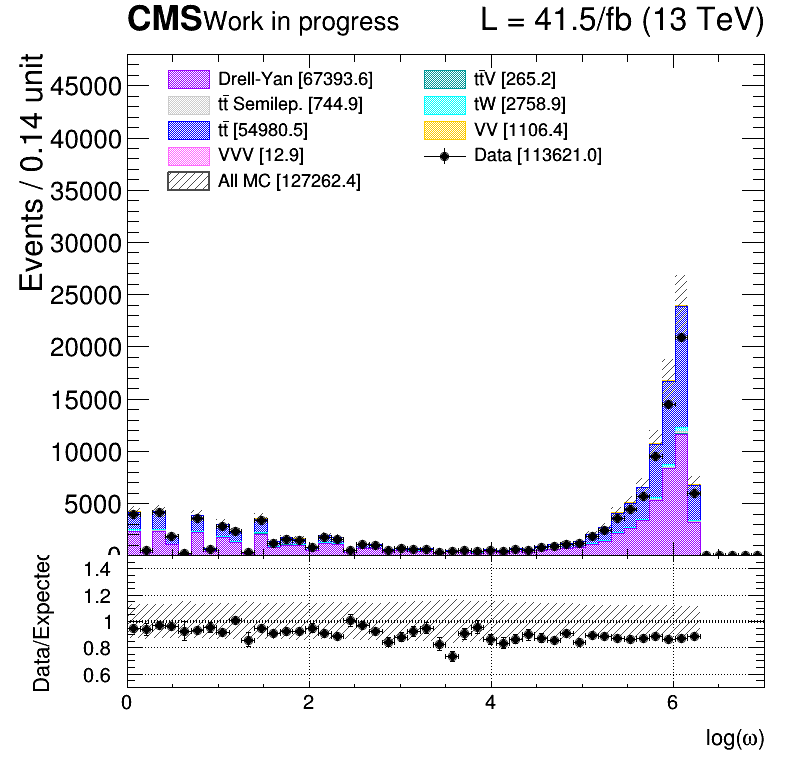 CMS Work in progress L = 41.5/fb (13 TeV)
Events / 0.14 unit
45000
40000
35000
30000
25000
20000
15000
10000
5000
0
Drell-Yan [67393.6]
tt̄ Semilep. [744.9]
tt̄ [54980.5]
VVV [12.9]
All MC [127262.4]
tt̄V [265.2]
tW [2758.9]
VV [1106.4]
Data [113621.0]
Data/Expected
1.4
1.2
1
0.8
0.6
0 2 4 6
log(ω)